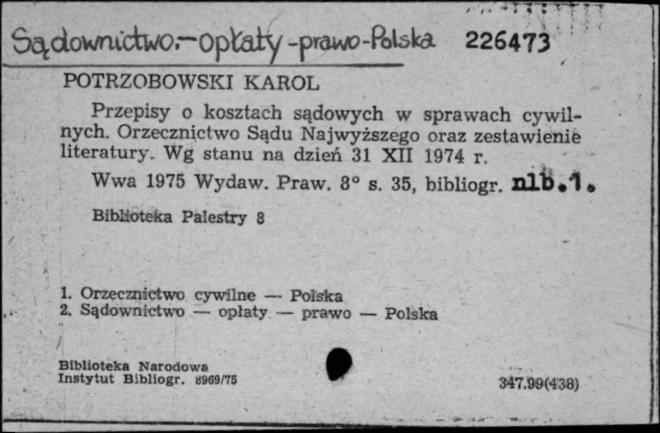 Sądownictwo.-opłaty-prawo-Polska 226473
POTRZOBOWSKI KAROL
Przepisy o kosztach sądowych w sprawach cywil-
nych. Orzecznictwo Sądu Najwyższego oraz zestawienie
literatury. Wg stanu na dzień 31 XII 1974 r.
Wwa 1975 Wydaw. Praw. 8° s. 35, bibliogr. nlb.1.
Biblioteka Palestry 8
1. Orzecznictwo cywilne — Polska
2. Sądownictwo — opłaty — prawo — Polska
Biblioteka Narodowa
Instytut Bibliogr. 8969/75
347.99(438)